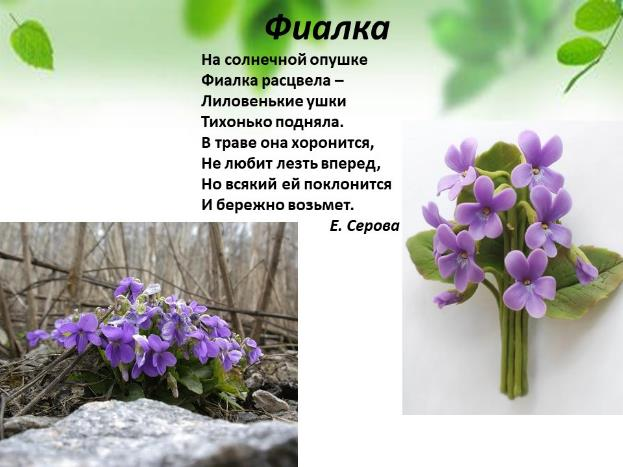 Фиалка
На солнечной опушке
Фиалка расцвела –
Лиловенькие ушки
Тихонько подняла.
В траве она хоронится,
Не любит лезть вперед,
Но всякий ей поклонится
И бережно возьмет.
Е. Серова